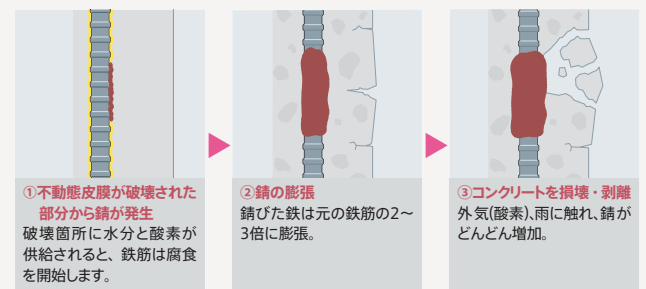 ①不動態皮膜が破壊された
部分から錆が発生
破壊箇所に水分と酸素が
供給されると、鉄筋は腐食
を開始します。
②錆の膨張
錆びた鉄は元の鉄筋の2〜
3倍に膨張。
③コンクリートを損壊・剥離
外気(酸素)、雨に触れ、錆が
どんどん増加。